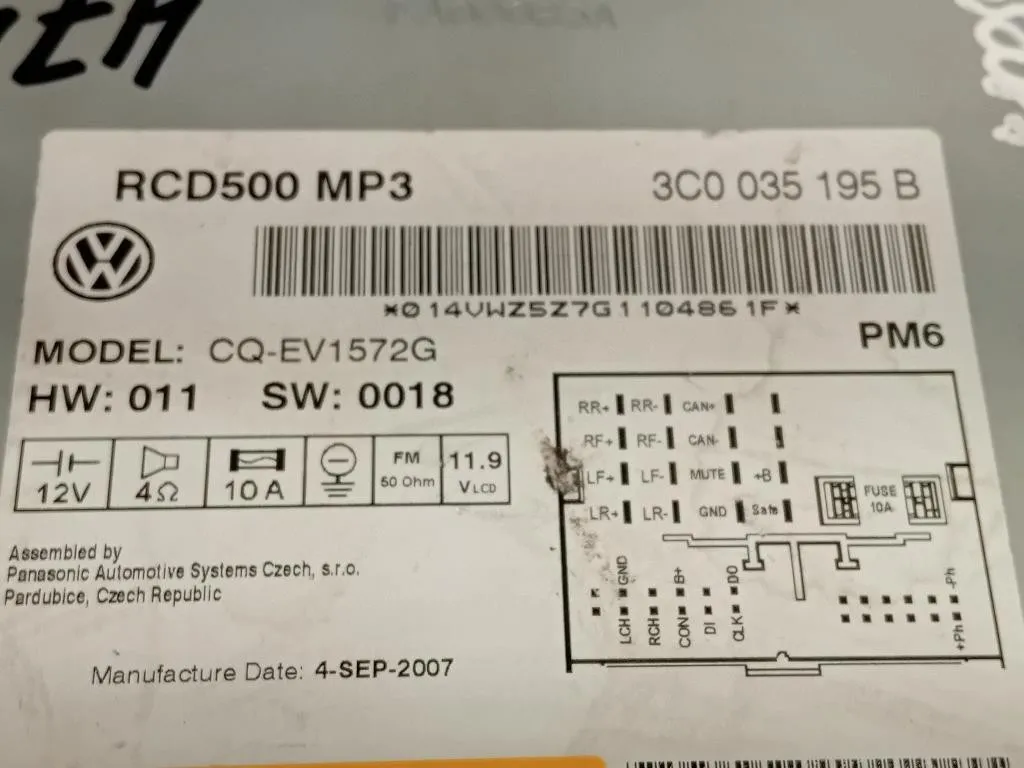 RCD500 MP3 3C0 035 195 B
*014VWZ5Z7G1104861F*
PM6
MODEL: CQ-EV1572G
HW: 011 SW: 0018
12V 4Ω 10A FM 50 Ohm 11.9 VLCD
Assembled by
Panasonic Automotive Systems Czech, s.r.o.
Pardubice, Czech Republic
Manufacture Date: 4-SEP-2007
RR+ RR- CAN+
RF+ RF- CAN-
LF+ LF- MUTE +B
LR+ LR- GND Safe
FUSE
10A
LCH GND RCH CON B+ DI CLK DO
-Ph
+Ph